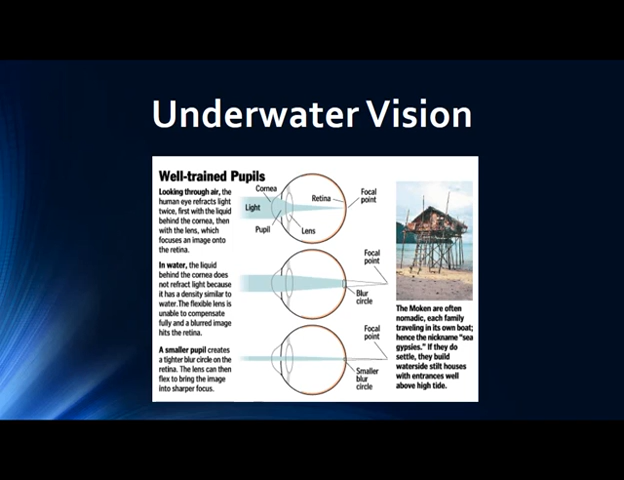 Underwater Vision
Well-trained Pupils
Looking through air, the
human eye refracts light
twice, first with the liquid
behind the cornea, then
with the lens, which
focuses an image onto
the retina.
In water, the liquid
behind the cornea does
not refract light because
it has a density similar to
water. The flexible lens is
unable to compensate
fully and a blurred image
hits the retina.
A smaller pupil creates
a tighter blur circle on the
retina. The lens can then
flex to bring the image
into sharper focus.
Cornea
Light
Pupil
Lens
Retina
Focal
point
Focal
point
Blur
circle
Focal
point
Smaller
blur
circle
The Moken are often
nomadic, each family
traveling in its own boat;
hence the nickname "sea
gypsies." If they do
settle, they build
waterside stilt houses
with entrances well
above high tide.